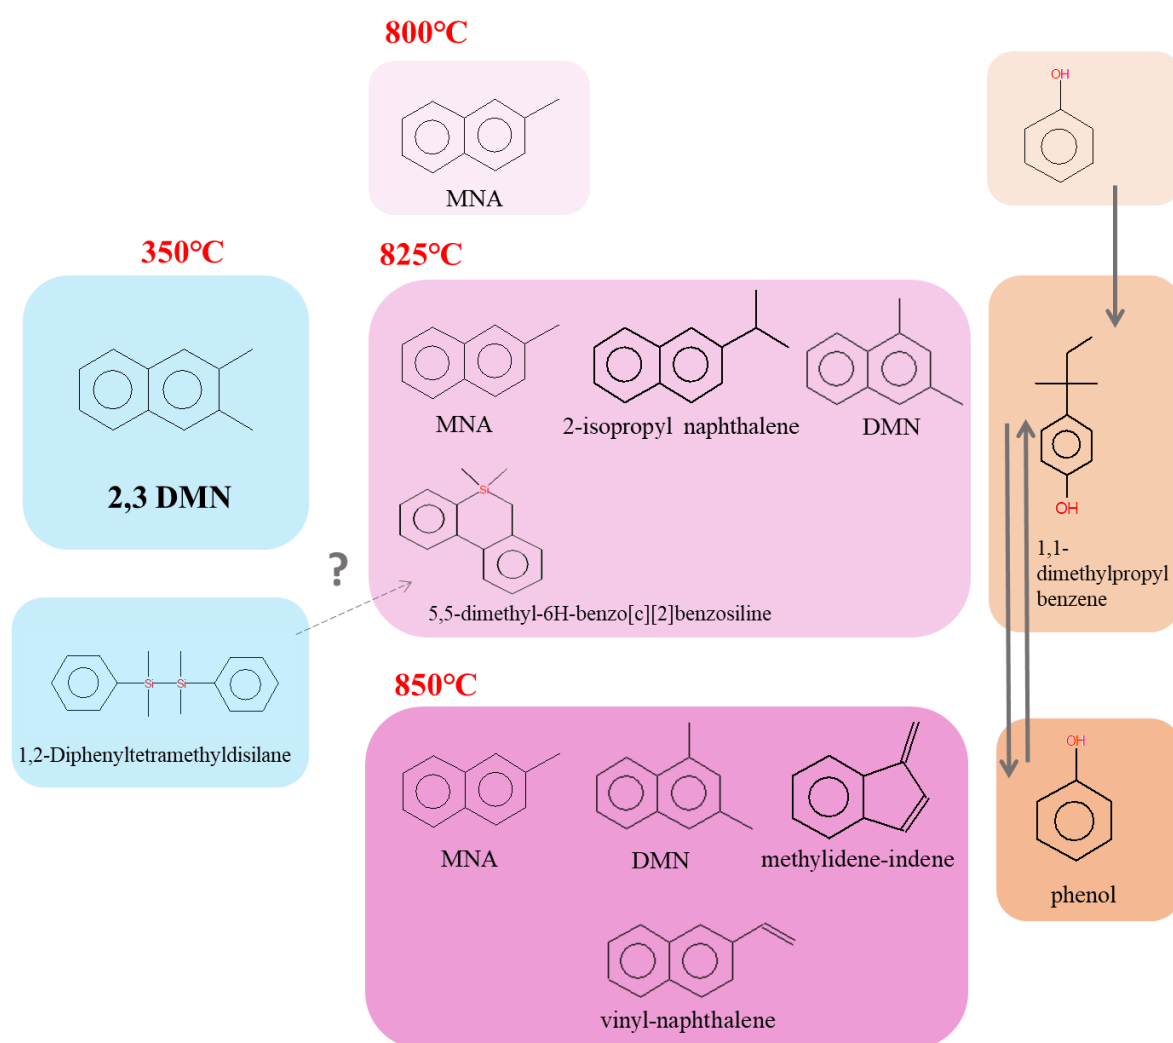 800°C
OH
MNA
350°C
825°C
MNA
2-isopropyl naphthalene
DMN
2,3 DMN
Si
OH
?
1,1-
dimethylpropyl
benzene
5,5-dimethyl-6H-benzo[c][2]benzosiline
Si
Si
1,2-Diphenyltetramethyldisilane
850°C
OH
MNA
DMN
methylidene-indene
phenol
vinyl-naphthalene